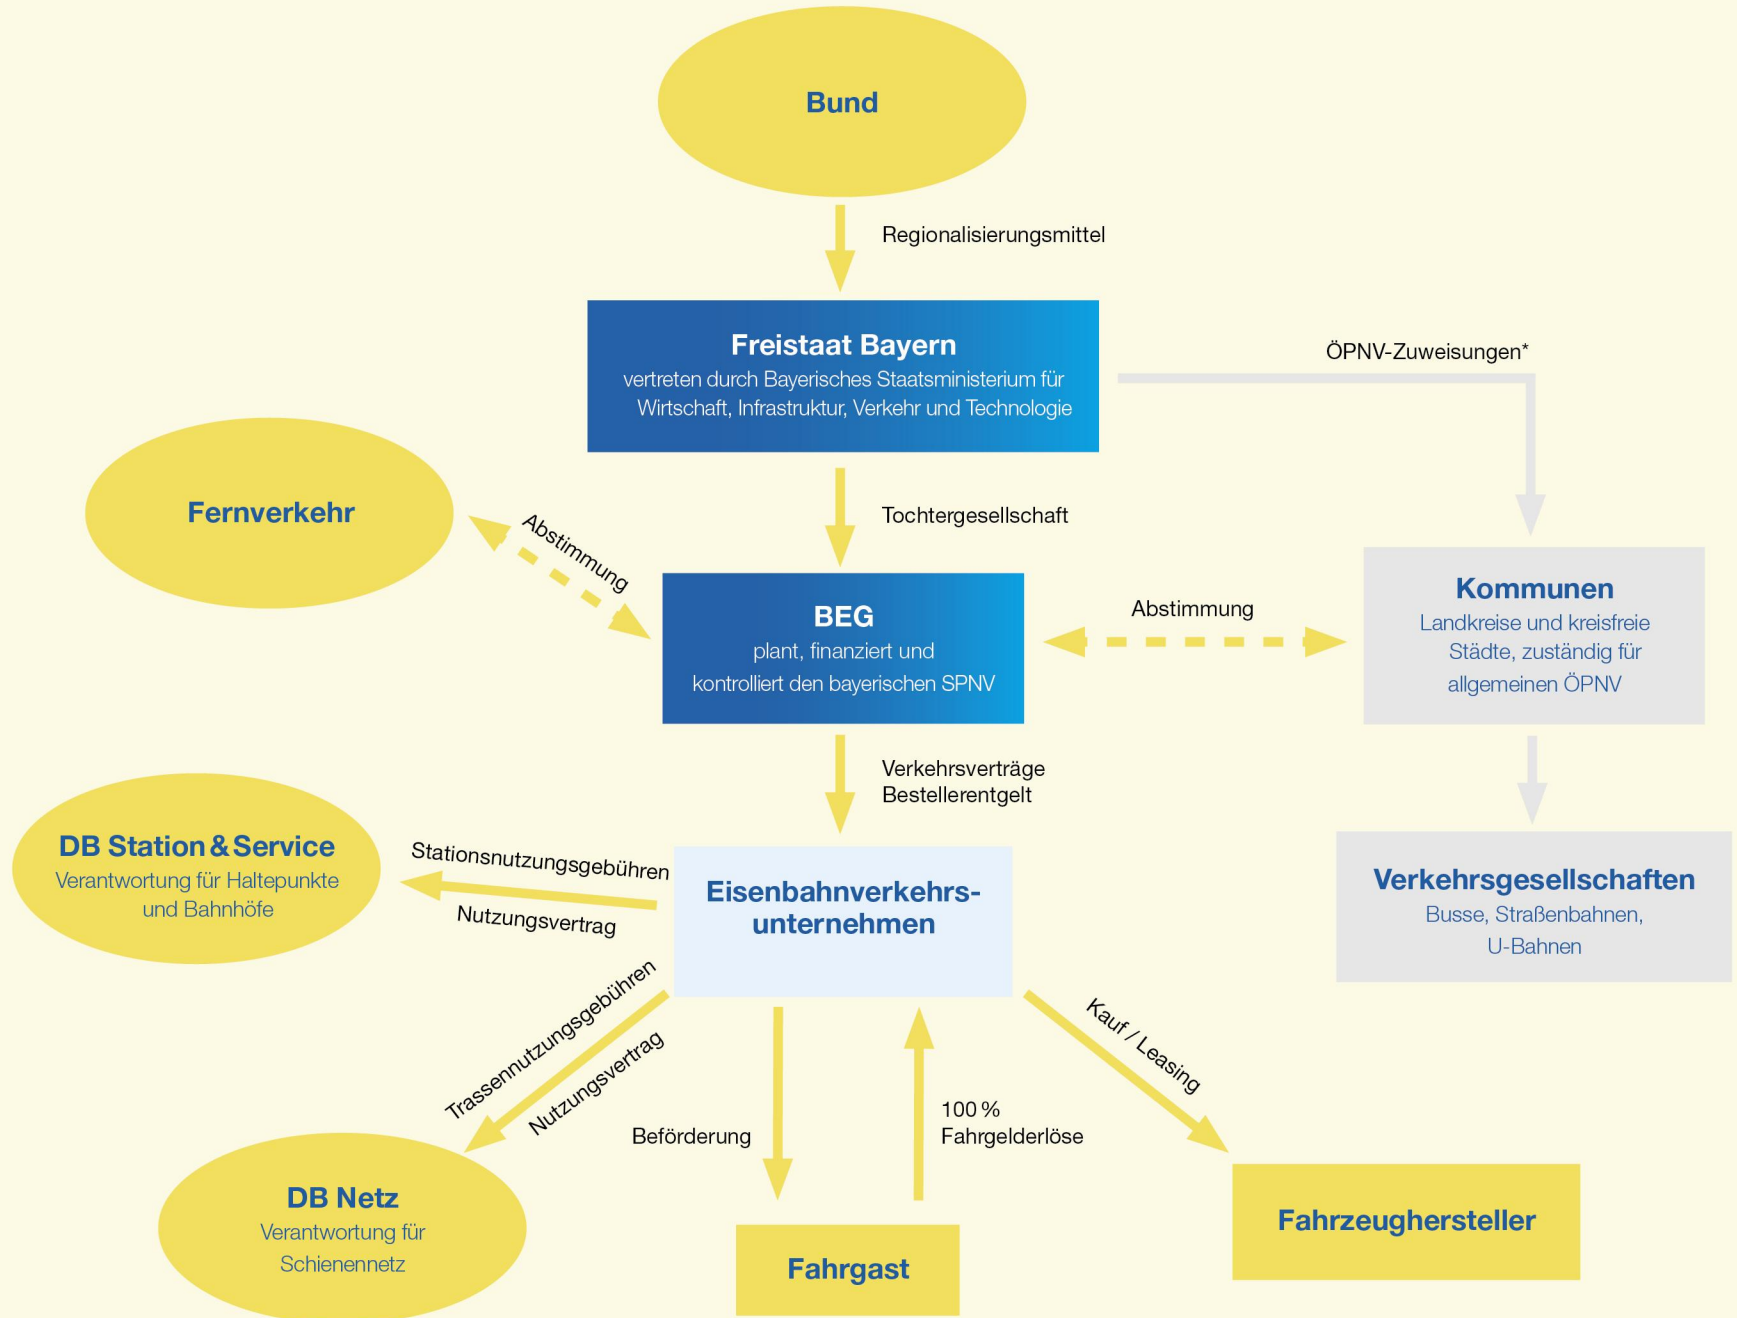 Bund
Regionalisierungsmittel
Freistaat Bayern
vertreten durch Bayerisches Staatsministerium für
Wirtschaft, Infrastruktur, Verkehr und Technologie
ÖPNV-Zuweisungen*
Fernverkehr
Abstimmung
Tochtergesellschaft
BEG
plant, finanziert und
kontrolliert den bayerischen SPNV
Abstimmung
Kommunen
Landkreise und kreisfreie
Städte, zuständig für
allgemeinen ÖPNV
Verkehrsverträge
Bestellerentgelt
DB Station & Service
Verantwortung für Haltepunkte
und Bahnhöfe
Stationsnutzungsgebühren
Nutzungsvertrag
Eisenbahnverkehrs-
unternehmen
Verkehrsgesellschaften
Busse, Straßenbahnen,
U-Bahnen
Trassennutzungsgebühren
Nutzungsvertrag
Beförderung
100 %
Fahrgelderlöse
Kauf / Leasing
DB Netz
Verantwortung für
Schienennetz
Fahrgast
Fahrzeughersteller